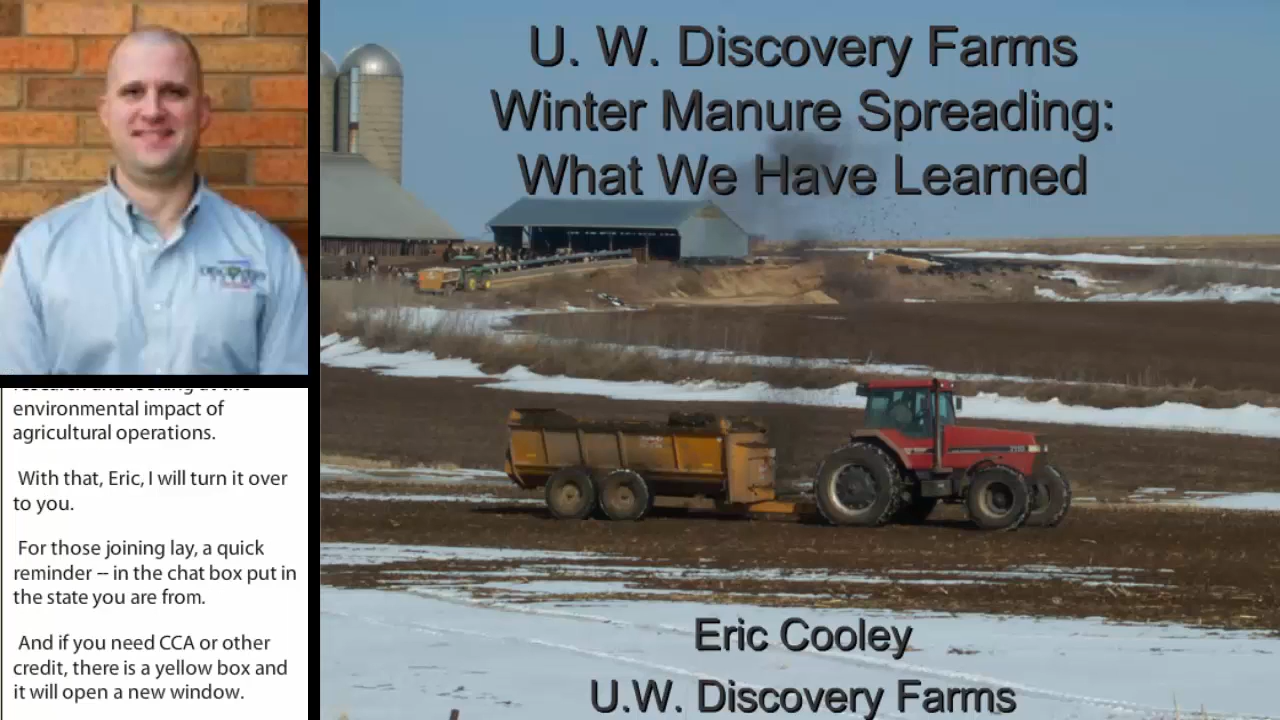 U. W. Discovery Farms
Winter Manure Spreading:
What We Have Learned
environmental impact of
agricultural operations.
With that, Eric, I will turn it over
to you.
For those joining lay, a quick
reminder -- in the chat box put in
the state you are from.
And if you need CCA or other
credit, there is a yellow box and
it will open a new window.
Eric Cooley
U.W. Discovery Farms